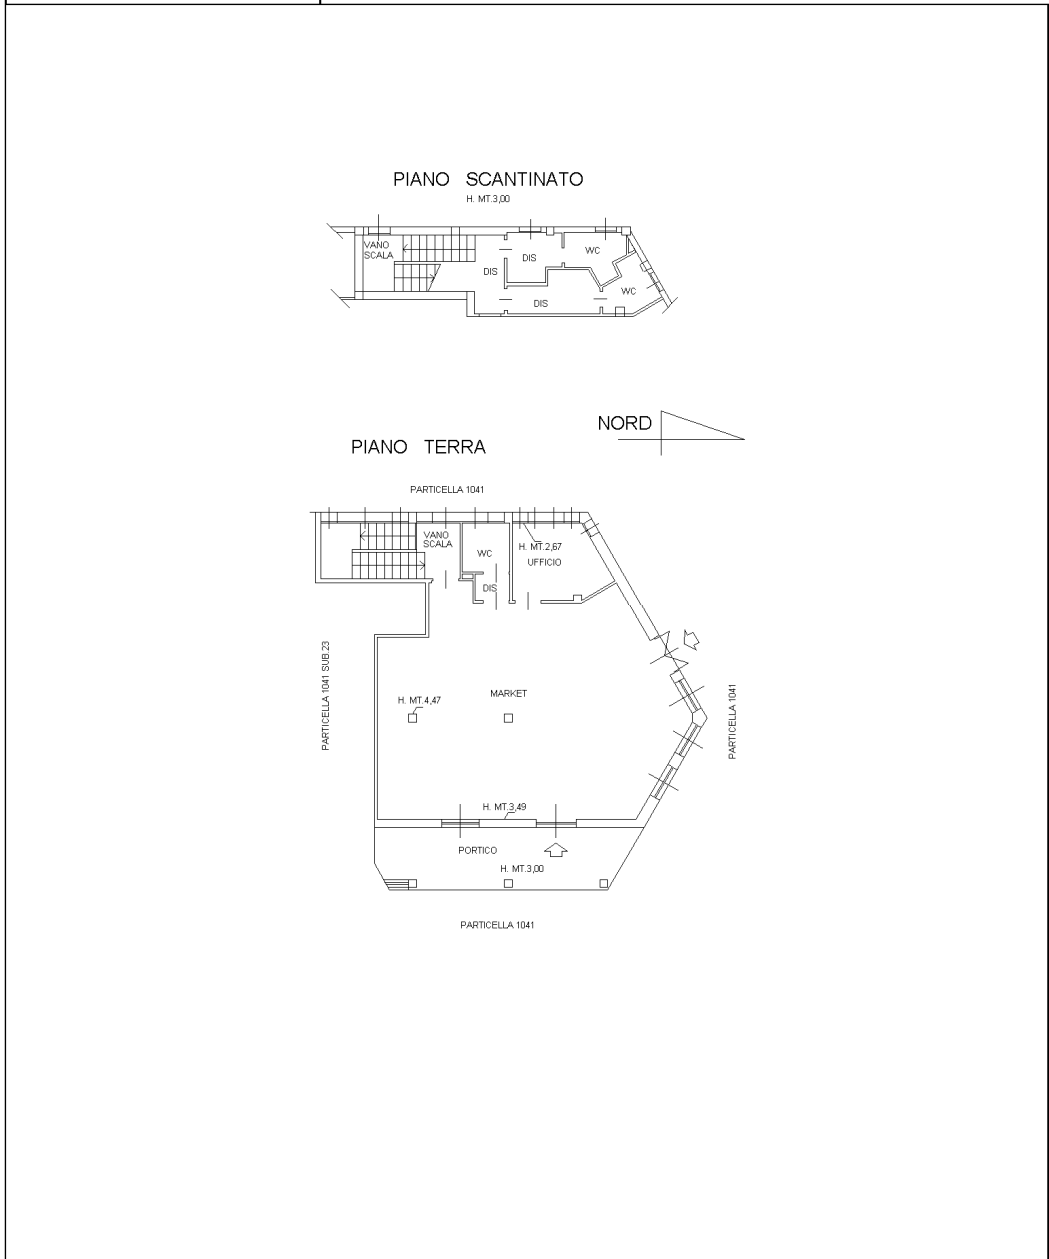 PIANO SCANTINATO
H. MT.3,00
VANO
SCALA
DIS
DIS
WC
DIS
WC
NORD
PIANO TERRA
PARTICELLA 1041
VANO
SCALA
WC
DIS
H. MT.2,67
UFFICIO
PARTICELLA 1041 SUB.23
H. MT.4,47
MARKET
PARTICELLA 1041
H. MT.3,49
PORTICO
H. MT.3,00
PARTICELLA 1041